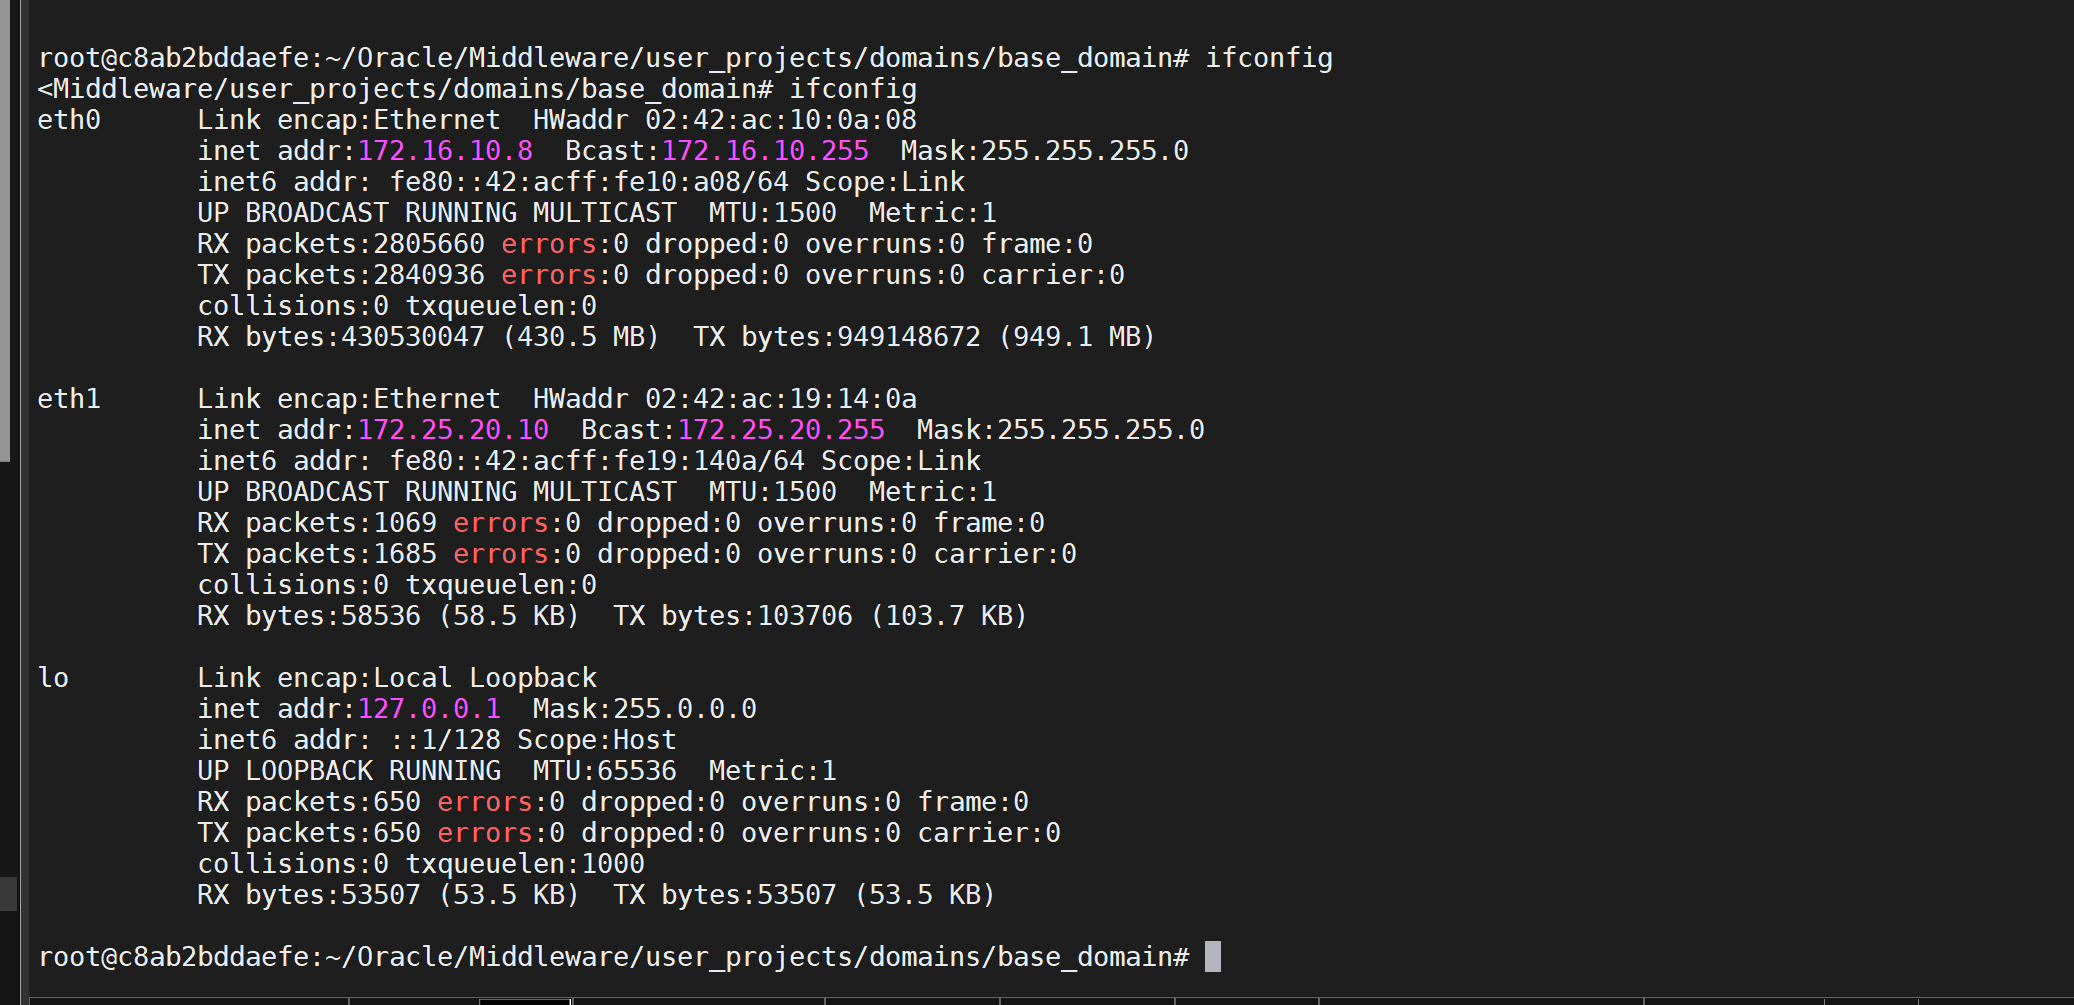 root@c8ab2bddaefe:~/Oracle/Middleware/user_projects/domains/base_domain# ifconfig
<Middleware/user_projects/domains/base_domain# ifconfig
eth0      Link encap:Ethernet  HWaddr 02:42:ac:10:0a:08
          inet addr:172.16.10.8  Bcast:172.16.10.255  Mask:255.255.255.0
          inet6 addr: fe80::42:acff:fe10:a08/64 Scope:Link
          UP BROADCAST RUNNING MULTICAST  MTU:1500  Metric:1
          RX packets:2805660 errors:0 dropped:0 overruns:0 frame:0
          TX packets:2840936 errors:0 dropped:0 overruns:0 carrier:0
          collisions:0 txqueuelen:0
          RX bytes:430530047 (430.5 MB)  TX bytes:949148672 (949.1 MB)

eth1      Link encap:Ethernet  HWaddr 02:42:ac:19:14:0a
          inet addr:172.25.20.10  Bcast:172.25.20.255  Mask:255.255.255.0
          inet6 addr: fe80::42:acff:fe19:140a/64 Scope:Link
          UP BROADCAST RUNNING MULTICAST  MTU:1500  Metric:1
          RX packets:1069 errors:0 dropped:0 overruns:0 frame:0
          TX packets:1685 errors:0 dropped:0 overruns:0 carrier:0
          collisions:0 txqueuelen:0
          RX bytes:58536 (58.5 KB)  TX bytes:103706 (103.7 KB)

lo        Link encap:Local Loopback
          inet addr:127.0.0.1  Mask:255.0.0.0
          inet6 addr: ::1/128 Scope:Host
          UP LOOPBACK RUNNING  MTU:65536  Metric:1
          RX packets:650 errors:0 dropped:0 overruns:0 frame:0
          TX packets:650 errors:0 dropped:0 overruns:0 carrier:0
          collisions:0 txqueuelen:1000
          RX bytes:53507 (53.5 KB)  TX bytes:53507 (53.5 KB)

root@c8ab2bddaefe:~/Oracle/Middleware/user_projects/domains/base_domain#